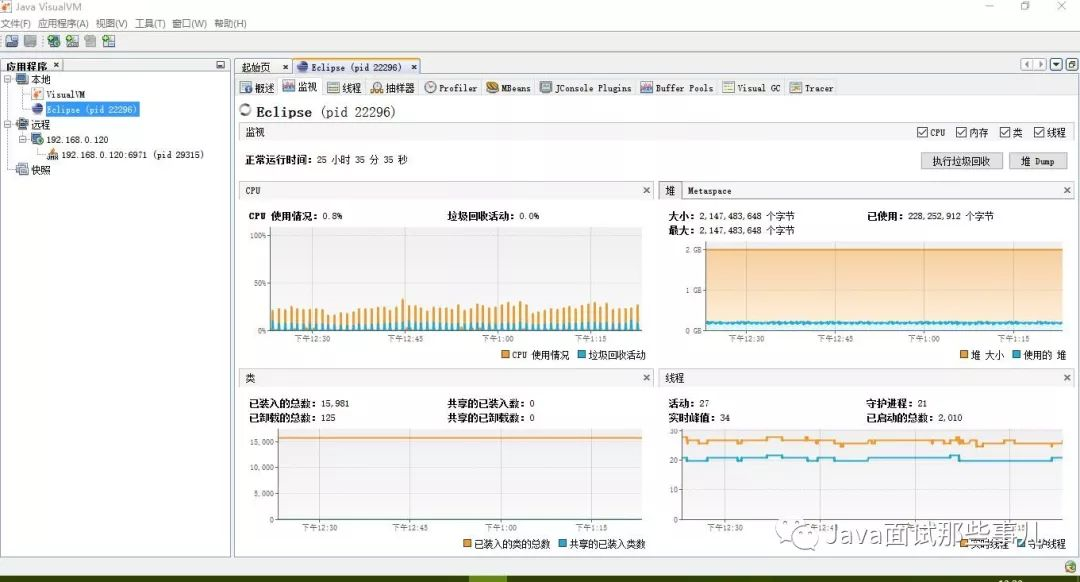 Java VisualVM
文件(F) 应用程序(A) 视图(V) 工具(T) 窗口(W) 帮助(H)
应用程序
本地
VisualVM
Eclipse (pid 22296)
远程
192.168.0.120
192.168.0.120:6971 (pid 29315)
快照
起始页 Eclipse (pid 22296)
概述 监视 线程 抽样器 Profiler MBeans JConsole Plugins Buffer Pools Visual GC Tracer
Eclipse (pid 22296)
监视 CPU 内存 类 线程
正常运行时间: 25 小时 35 分 35 秒
执行垃圾回收 堆 Dump
CPU
CPU 使用情况: 0.8% 垃圾回收活动: 0.0%
100%
50%
0%
下午12:30 下午12:45 下午1:00 下午1:15
CPU 使用情况 垃圾回收活动
堆 Metaspace
大小: 2,147,483,648 个字节 已使用: 228,252,912 个字节
最大: 2,147,483,648 个字节
2 GB
1 GB
0 GB
下午12:30 下午12:45 下午1:00 下午1:15
堆 大小 使用的 堆
类
已装入的总数: 15,981 共享的已装入数: 0
已卸载的总数: 125 共享的已卸载数: 0
15,000
10,000
5,000
0
下午12:30 下午12:45 下午1:00 下午1:15
已装入的类的总数 共享的已装入类数
线程
活动: 27 守护进程: 21
实时峰值: 34 已启动的总数: 2,010
30
20
10
0
下午12:30 下午12:45 下午1:00 下午1:15
实时线程 守护线程
Java面试那些事儿